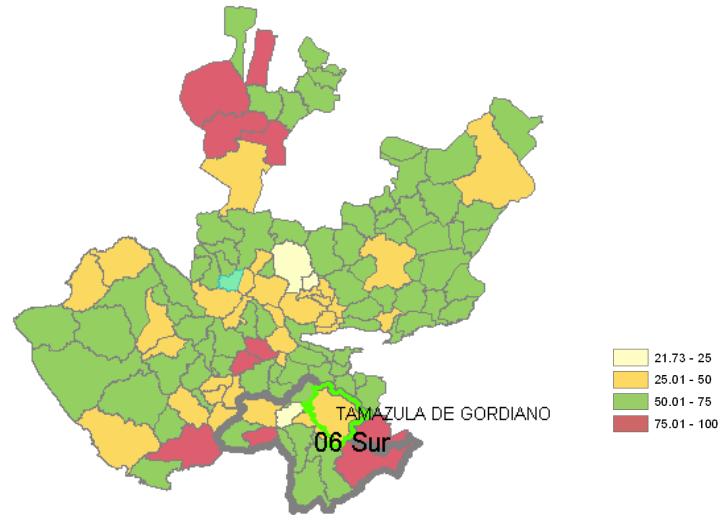 21.73 - 25
25.01 - 50
50.01 - 75
75.01 - 100
TAMAZULA DE GORDIANO
06 Sur